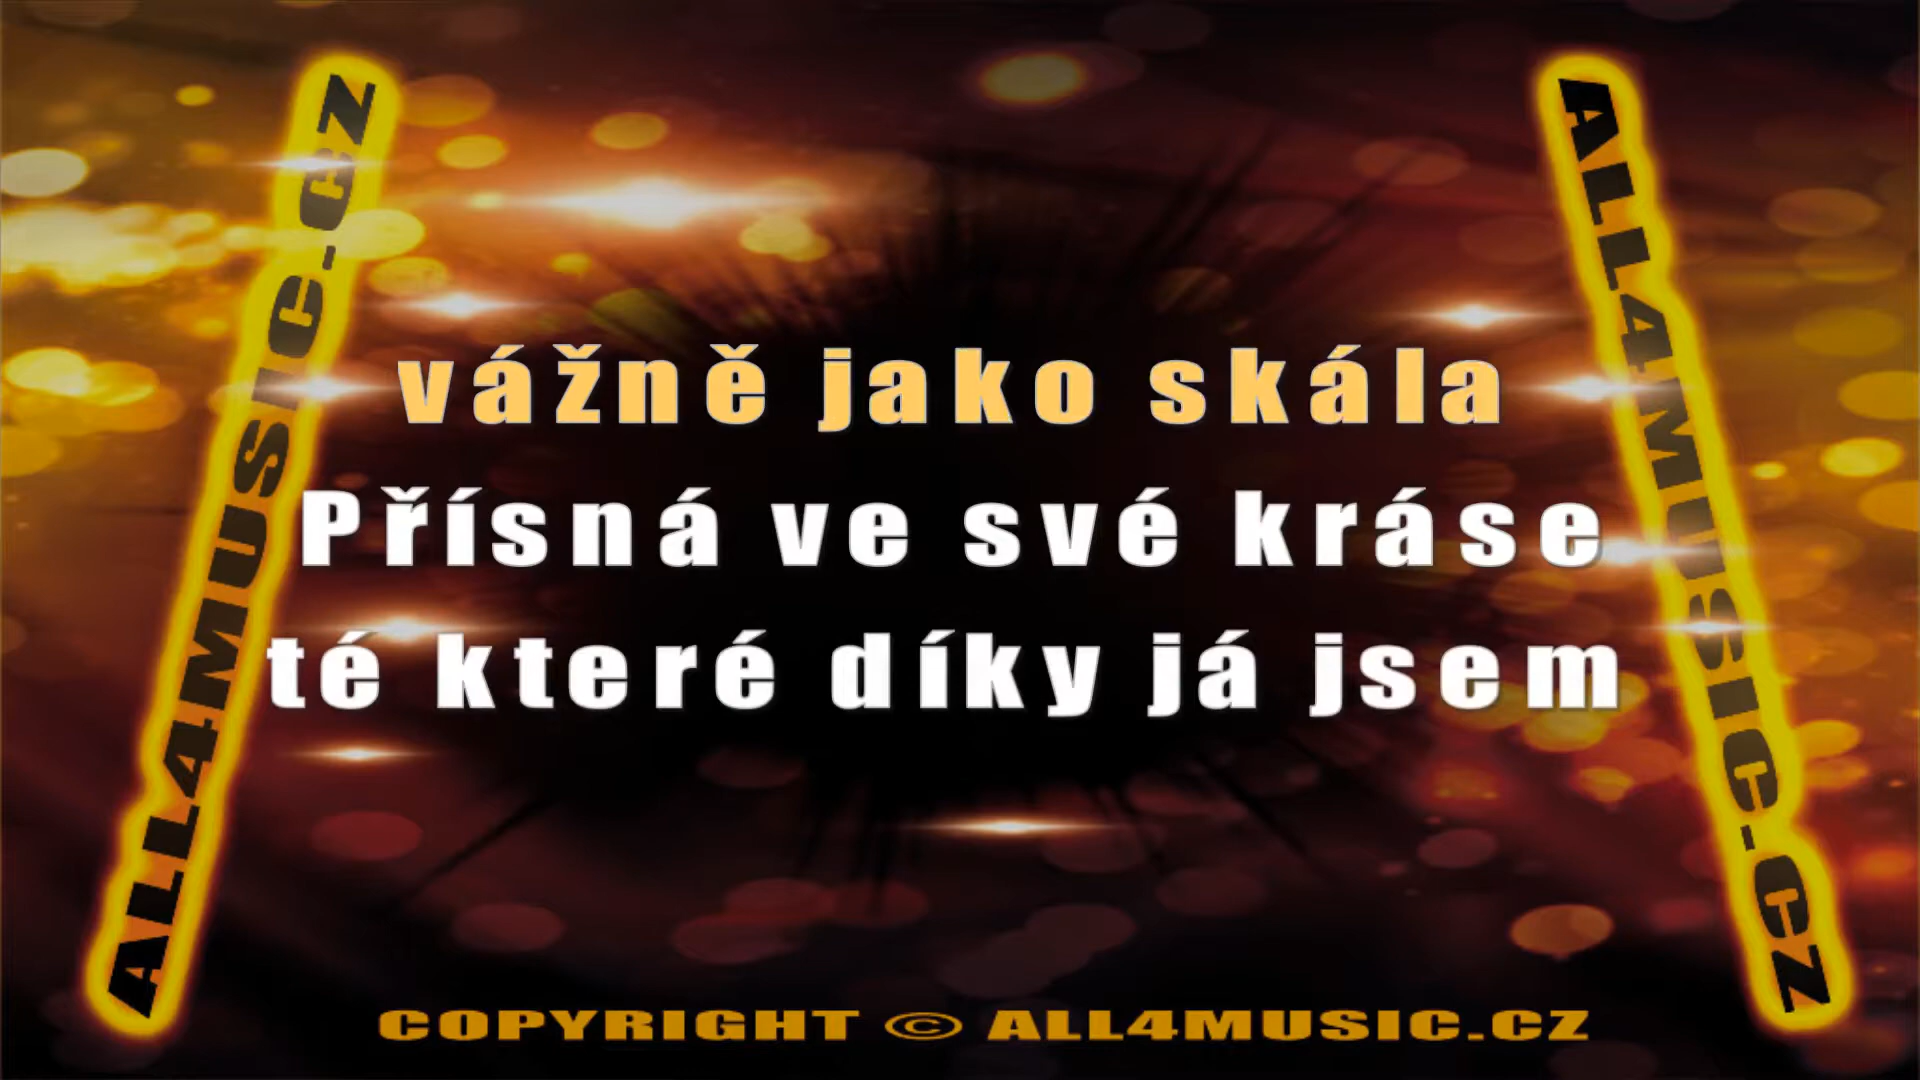 ALL4MUSIC.CZ
ALL4MUSIC.CZ
vážně jako skála
Přísná ve své kráse
té které díky já jsem
COPYRIGHT © ALL4MUSIC.CZ